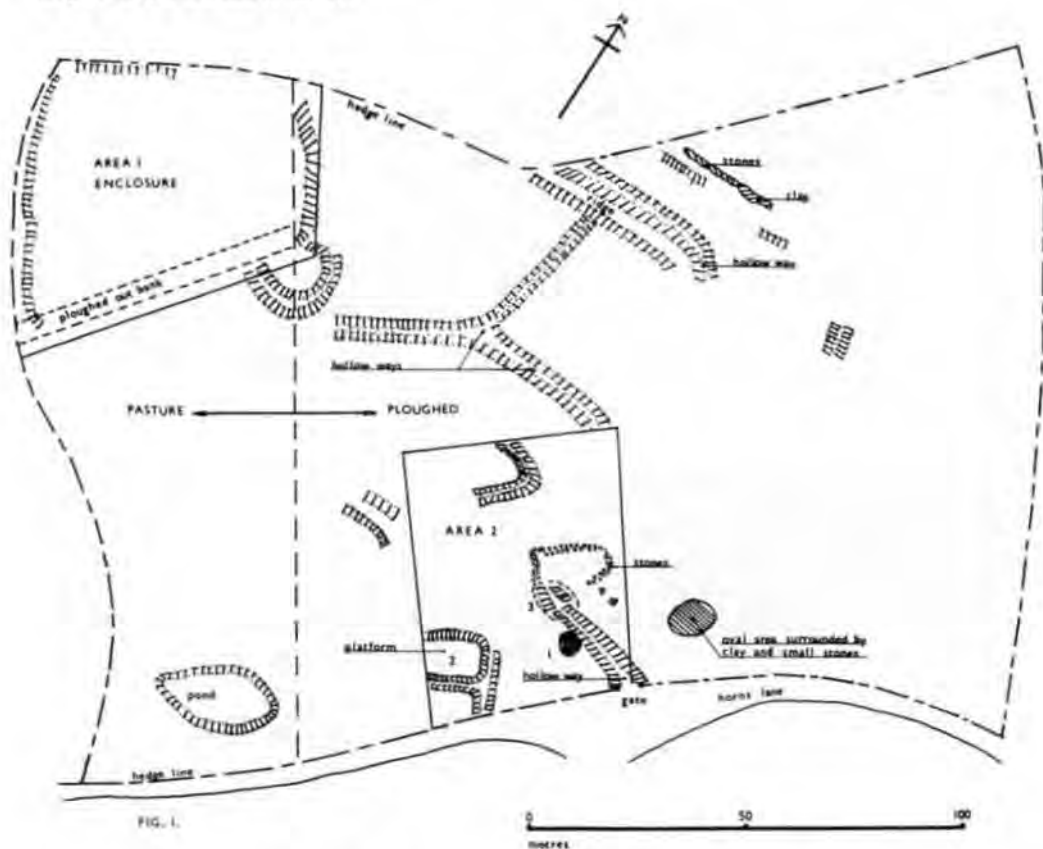 N
hedge line
AREA 1
ENCLOSURE
stones
clay
hollow way
ploughed out bank
hollow ways
PASTURE
PLOUGHED
AREA 2
stones
3
platform
2
1
oval area surrounded by
clay and small stones
hollow way
pond
gate
horns lane
hedge line
FIG. 1.
0
50
100
metres